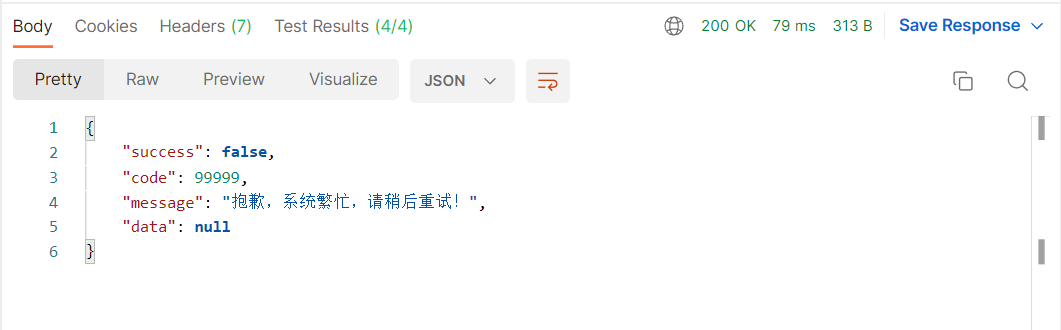 Body Cookies Headers (7) Test Results (4/4) 200 OK 79 ms 313 B Save Response
Pretty Raw Preview Visualize JSON
1 {
2 "success": false,
3 "code": 99999,
4 "message": "抱歉，系统繁忙，请稍后重试！",
5 "data": null
6 }